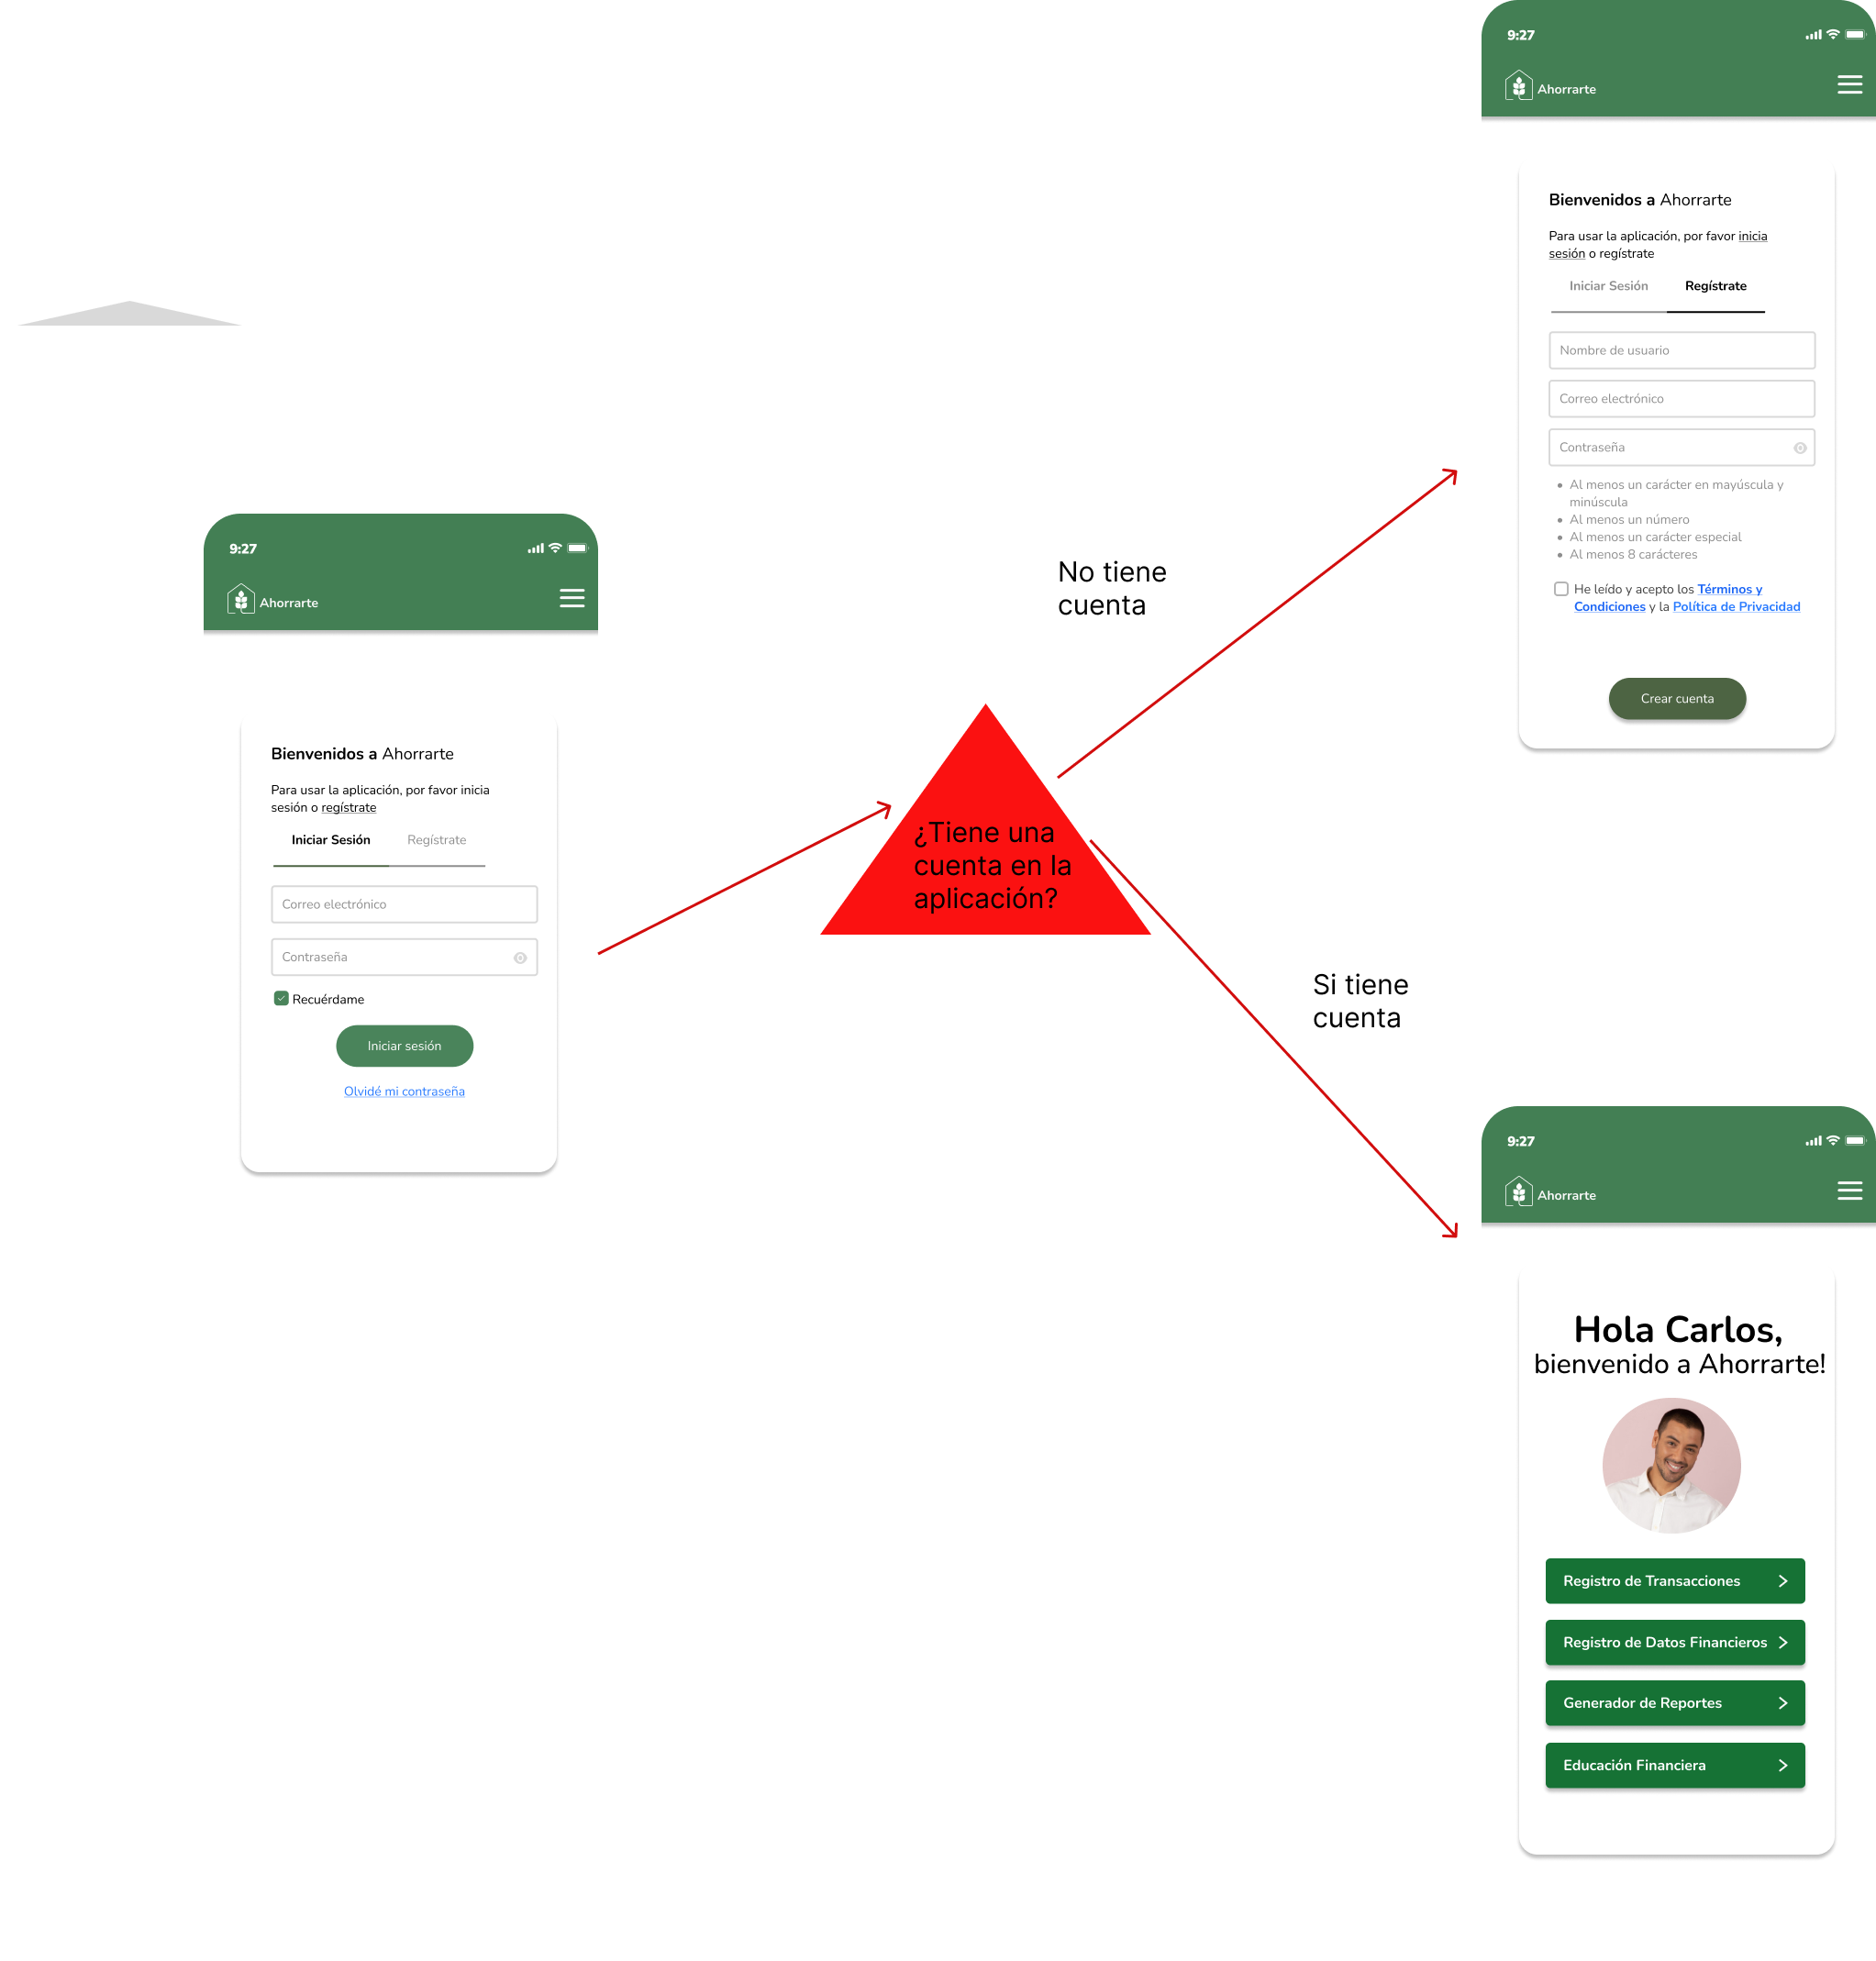 9:27
Ahorrarte
Bienvenidos a Ahorrarte
Para usar la aplicación, por favor inicia
sesión o regístrate
Iniciar Sesión
Regístrate
Correo electrónico
Contraseña
Recuérdame
Iniciar sesión
Olvidé mi contraseña
¿Tiene una
cuenta en la
aplicación?
No tiene
cuenta
9:27
Ahorrarte
Bienvenidos a Ahorrarte
Para usar la aplicación, por favor inicia
sesión o regístrate
Iniciar Sesión
Regístrate
Nombre de usuario
Correo electrónico
Contraseña
Al menos un carácter en mayúscula y
minúscula
Al menos un número
Al menos un carácter especial
Al menos 8 carácteres
He leído y acepto los Términos y
Condiciones y la Política de Privacidad
Crear cuenta
Si tiene
cuenta
9:27
Ahorrarte
Hola Carlos,
bienvenido a Ahorrarte!
Registro de Transacciones
Registro de Datos Financieros
Generador de Reportes
Educación Financiera